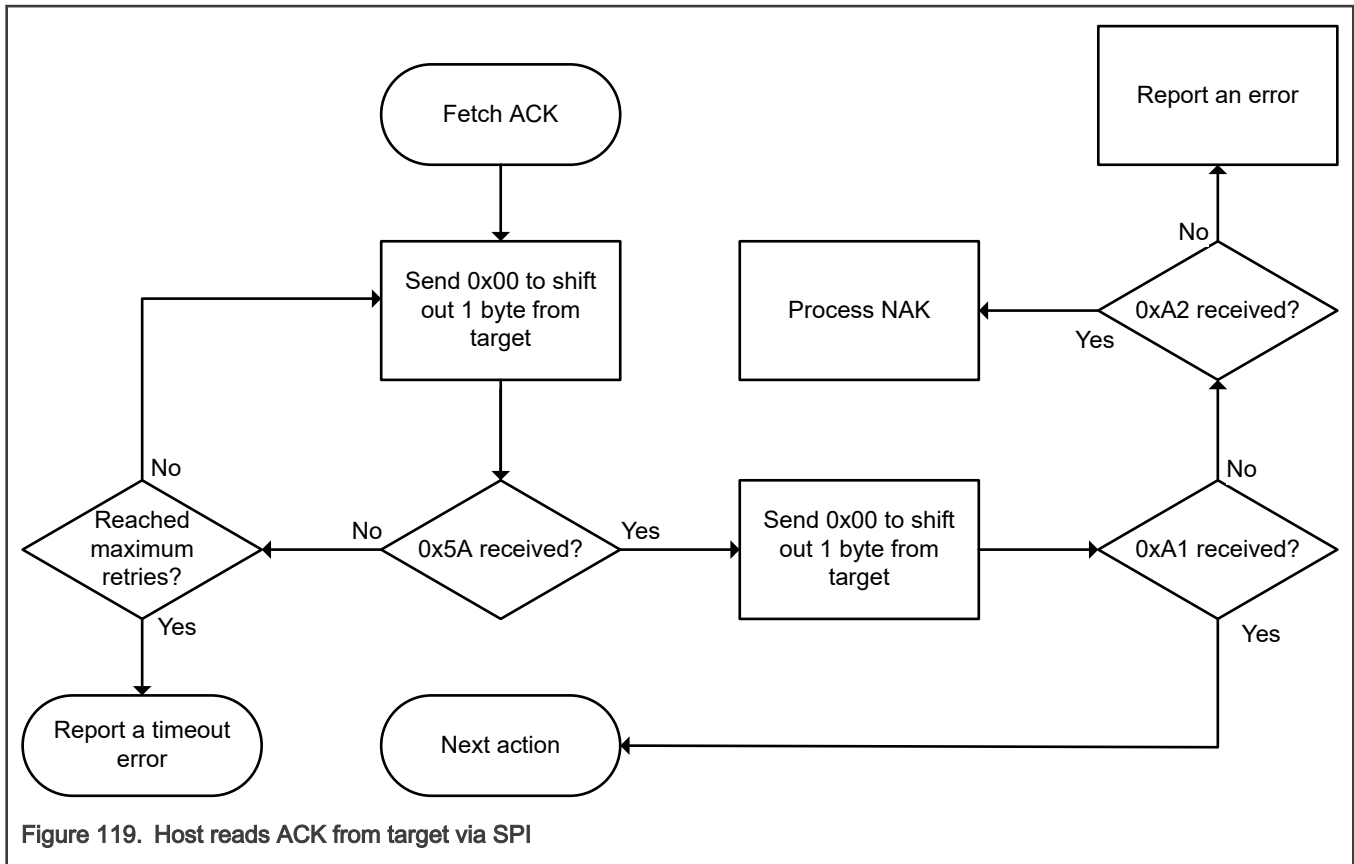 Fetch ACK
Send 0x00 to shift
out 1 byte from
target
No
Reached
maximum
retries?
Yes
Report a timeout
error
No
0x5A received?
Yes
Send 0x00 to shift
out 1 byte from
target
0xA1 received?
No
Yes
0xA2 received?
Yes
Process NAK
No
Report an error
Next action
Figure 119. Host reads ACK from target via SPI